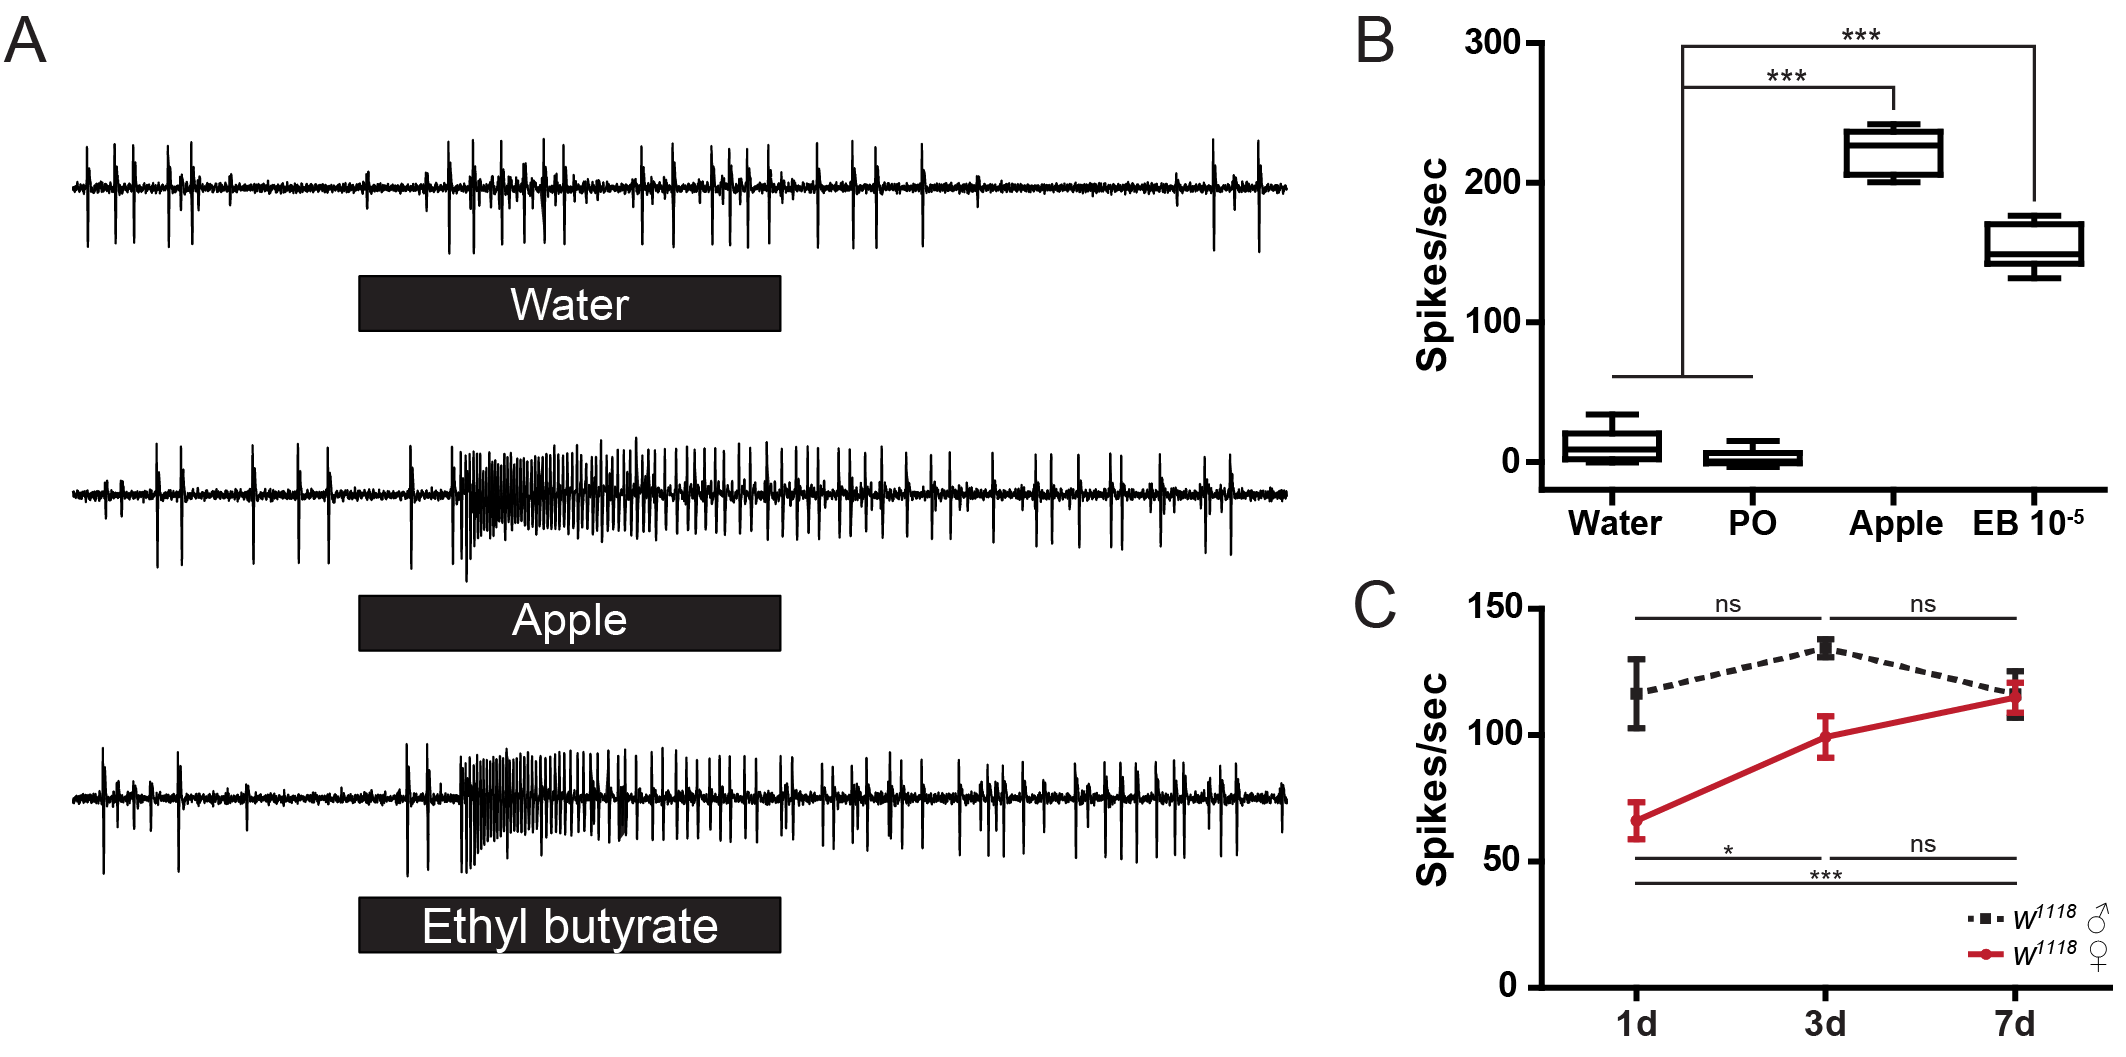 A
Water
Apple
Ethyl butyrate
B
Spikes/sec
300
200
100
0
***
***
Water PO Apple EB 10⁻⁵
C
Spikes/sec
150
100
50
0
ns ns
* ns
***
w¹¹¹⁸ ♂
w¹¹¹⁸ ♀
1d 3d 7d